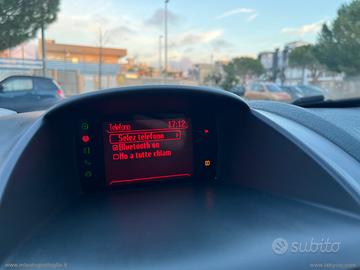 Telefono 17:12
Selez telefono
Bluetooth on
No a tutte chiam
subito